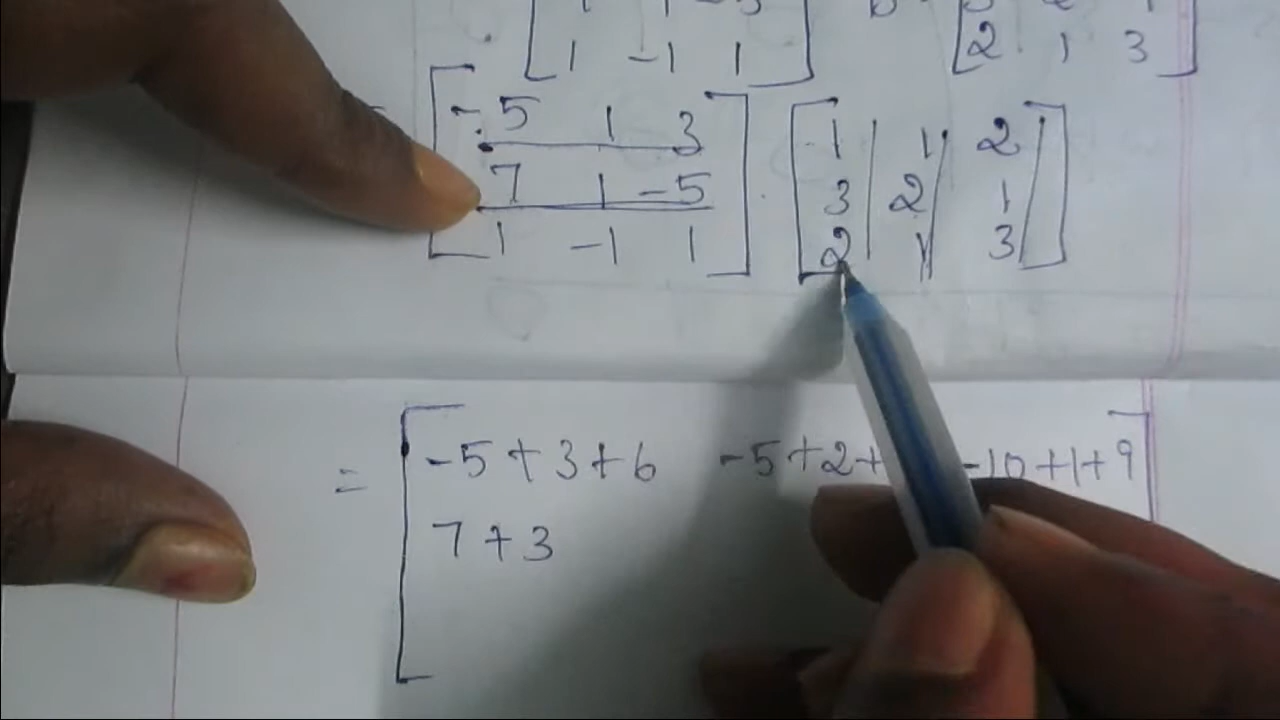 1 -1 1 2 1 3
-5 1 3 1 1 2
7 1 -5 3 2 1
1 -1 1 2 1 3
= -5+3+6 -5+2+ -10+1+9
7+3